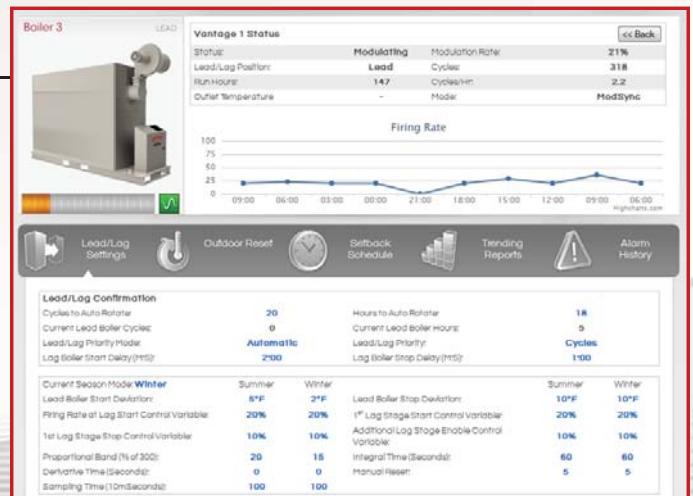 Boiler 3 LEAD
Vantage 1 Status << Back
Status: Modulating Modulation Rate: 21%
Lead/Lag Position: Lead Cycles: 318
Run Hours: 147 Cycles/Hr: 2.2
Outlet Temperature - Mode: ModSync
Firing Rate
100
75
50
25
0
09:00 06:00 03:00 00:00 21:00 18:00 15:00 12:00 09:00 06:00
Highcharts.com
Lead/Lag Settings
Outdoor Reset
Setback Schedule
Trending Reports
Alarm History
Lead/Lag Confirmation
Cycles to Auto Rotate: 20 Hours to Auto Rotate: 18
Current Lead Boiler Cycles: 0 Current Lead Boiler Hours: 5
Lead/Lag Priority Mode: Automatic Lead/Lag Priority: Cycles
Lag Boiler Start Delay (M:S): 2:00 Lag Boiler Stop Delay (M:S): 1:00
Current Season Mode: Winter Summer Winter Summer Winter
Lead Boiler Start Deviation: 5°F 2°F Lead Boiler Stop Deviation: 10°F 10°F
Firing Rate at Lag Start Control Variable: 20% 20% 1st Lag Stage Start Control Variable: 20% 20%
1st Lag Stage Stop Control Variable: 10% 10% Additional Lag Stage Enable Control Variable: 10% 10%
Proportional Band (% of 300): 20 15 Integral Time (Seconds): 60 60
Derivative Time (Seconds): 0 0 Manual Reset: 5 5
Sampling Time (10mSeconds): 100 100